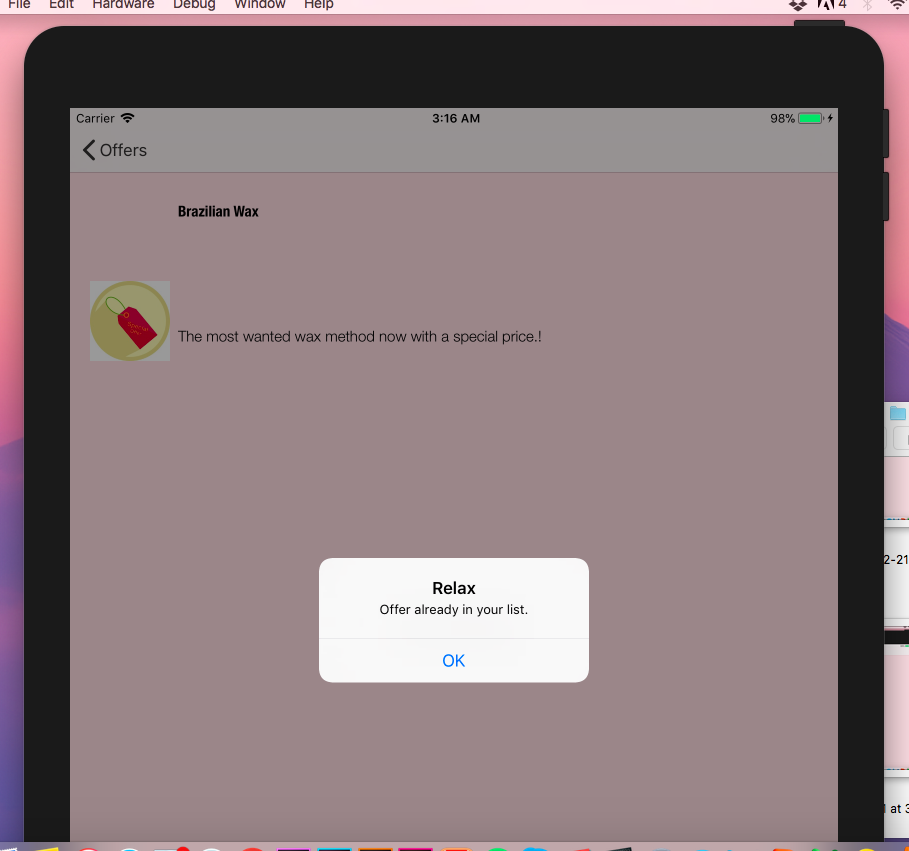 File Edit Hardware Debug Window Help 4
Carrier 3:16 AM 98%
Offers
Brazilian Wax
Special
The most wanted wax method now with a special price.!
2-21
Relax
Offer already in your list.
OK
at 3